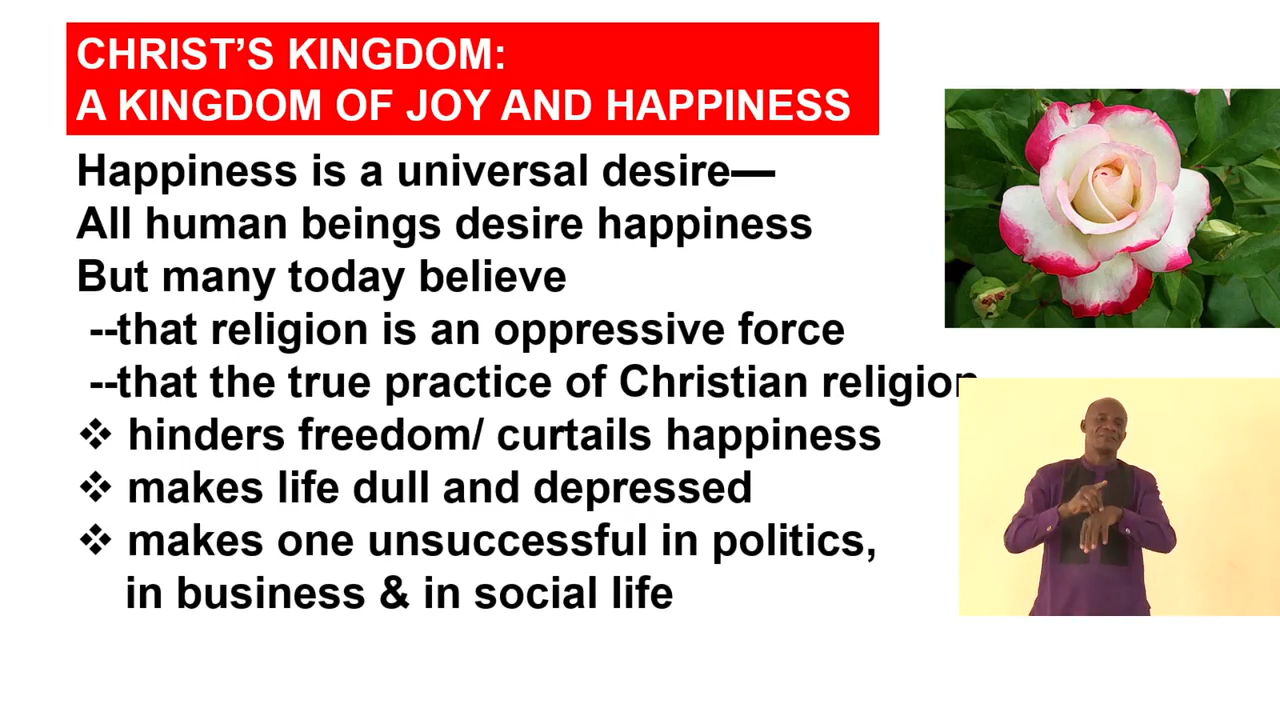 CHRIST’S KINGDOM:
A KINGDOM OF JOY AND HAPPINESS
Happiness is a universal desire—
All human beings desire happiness
But many today believe
--that religion is an oppressive force
--that the true practice of Christian religion
❖ hinders freedom/ curtails happiness
❖ makes life dull and depressed
❖ makes one unsuccessful in politics,
in business & in social life